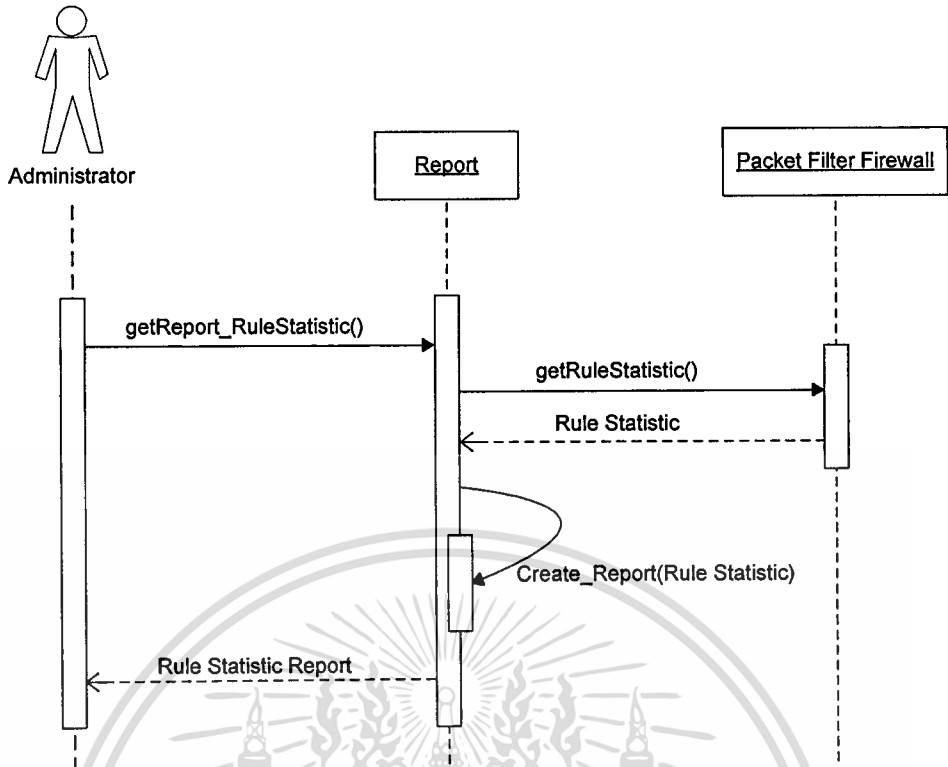 Administrator
Report
Packet Filter Firewall
getReport_RuleStatistic()
getRuleStatistic()
Rule Statistic
Create_Report(Rule Statistic)
Rule Statistic Report